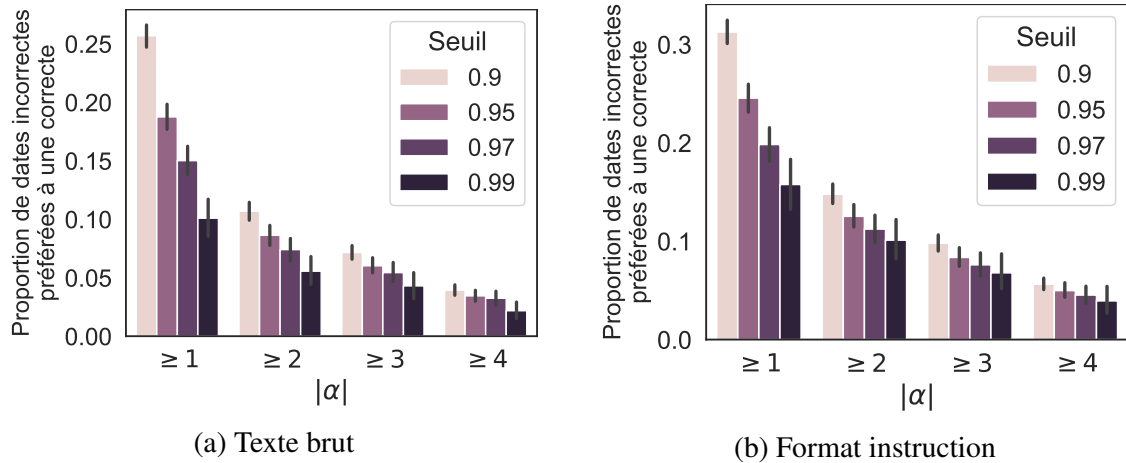 Proportion de dates incorrectes
préférées à une correcte
0.25
0.20
0.15
0.10
0.05
0.00
Seuil
0.9
0.95
0.97
0.99
≥ 1
≥ 2
≥ 3
≥ 4
|α|
(a) Texte brut
Proportion de dates incorrectes
préférées à une correcte
0.3
0.2
0.1
0.0
Seuil
0.9
0.95
0.97
0.99
≥ 1
≥ 2
≥ 3
≥ 4
|α|
(b) Format instruction